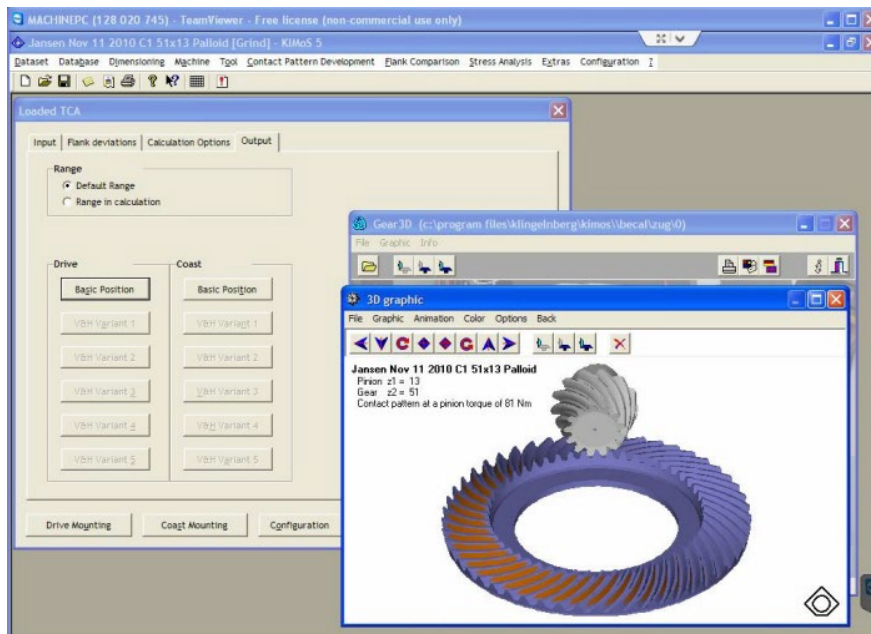 MACHINEPC (128 020 745) - TeamViewer - Free license (non-commercial use only)
Jansen Nov 11 2010 C1 51x13 Palloid [Grind] - KIMoS 5
Dataset Database Dimensioning Machine Tool Contact Pattern Development Flank Comparison Stress Analysis Extras Configuration ?
Loaded TCA
Input Flank deviations Calculation Options Output
Range
Default Range
Range in calculation
Drive Coast
Basic Position Basic Position
V&H Variant 1 V&H Variant 1
V&H Variant 2 V&H Variant 2
V&H Variant 3 V&H Variant 3
V&H Variant 4 V&H Variant 4
V&H Variant 5 V&H Variant 5
Drive Mounting Coast Mounting Configuration
Gear3D (c:\program files\klingelnberg\kimos\\becal\zug\0)
File Graphic Info
3D graphic
File Graphic Animation Color Options Back
Jansen Nov 11 2010 C1 51x13 Palloid
Pinion z1 = 13
Gear z2 = 51
Contact pattern at a pinion torque of 81 Nm